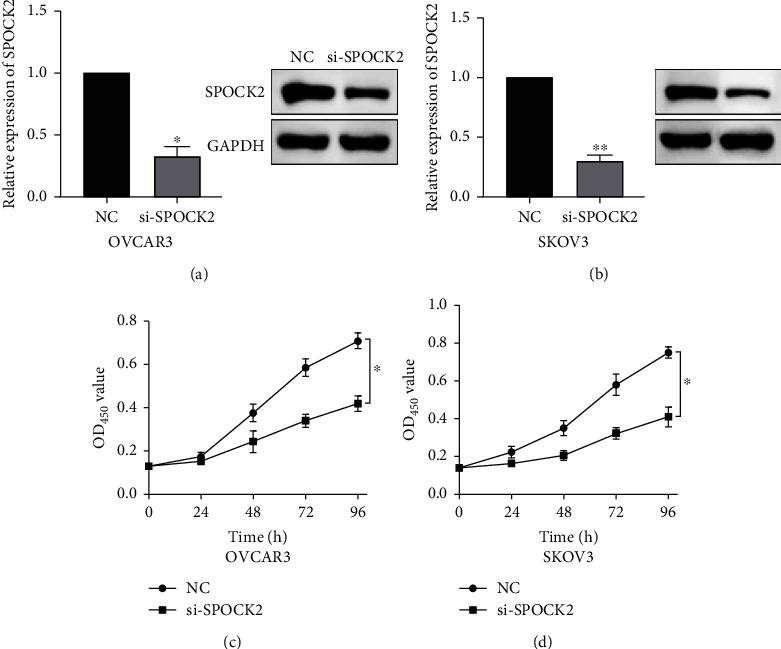 Relative expression of SPOCK2
1.5
1.0
0.5
0.0
*
NC
si-SPOCK2
OVCAR3
NC si-SPOCK2
SPOCK2
GAPDH
(a)
Relative expression of SPOCK2
1.5
1.0
0.5
0.0
**
NC
si-SPOCK2
SKOV3
(b)
OD450 value
0.8
0.6
0.4
0.2
0.0
*
0 24 48 72 96
Time (h)
OVCAR3
NC
si-SPOCK2
(c)
OD450 value
1.0
0.8
0.6
0.4
0.2
0.0
*
0 24 48 72 96
Time (h)
SKOV3
NC
si-SPOCK2
(d)